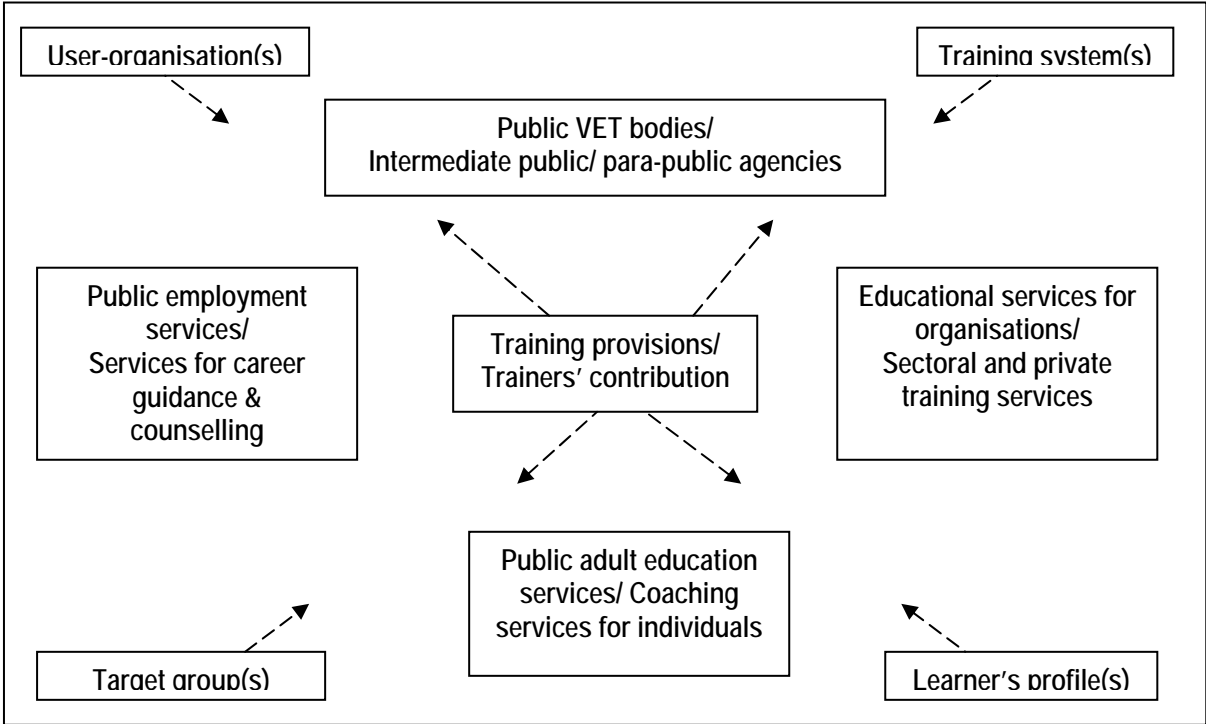 User-organisation(s)
Training system(s)
Public VET bodies/
Intermediate public/ para-public agencies
Public employment
services/
Services for career
guidance &
counselling
Training provisions/
Trainers’ contribution
Educational services for
organisations/
Sectoral and private
training services
Public adult education
services/ Coaching
services for individuals
Target group(s)
Learner’s profile(s)